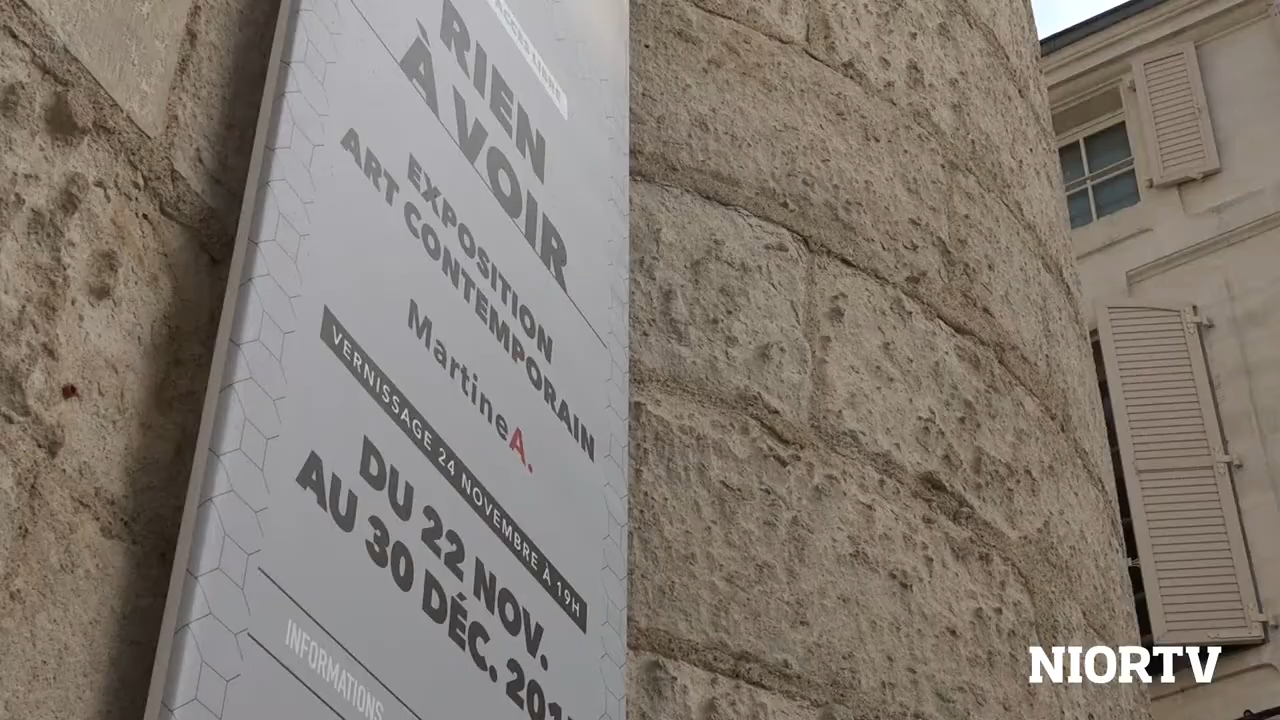 RIEN
À VOIR
EXPOSITION
ART CONTEMPORAIN
MartineA.
VERNISSAGE 24 NOVEMBRE À 19H
DU 22 NOV.
AU 30 DÉC.
INFORMATIONS
NIORTV